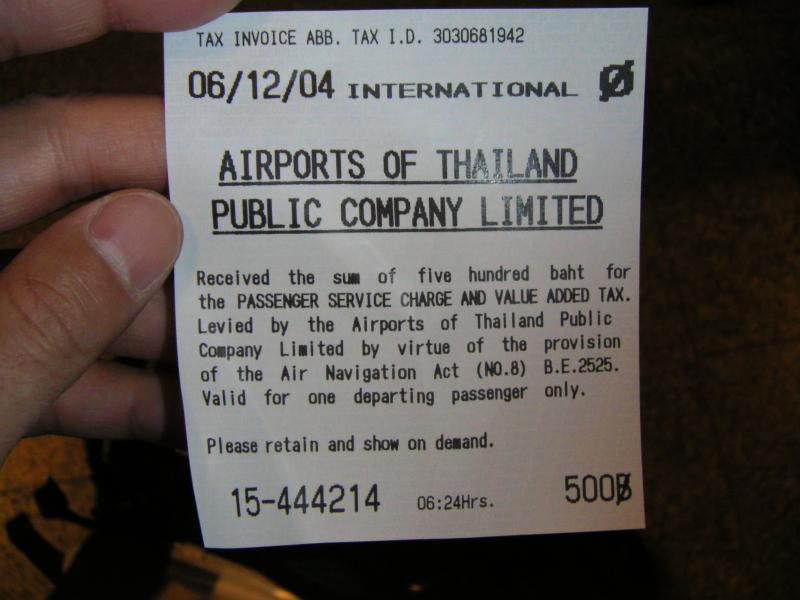 TAX INVOICE ABB. TAX I.D. 3030681942
06/12/04 INTERNATIONAL Ø
AIRPORTS OF THAILAND
PUBLIC COMPANY LIMITED
Received the sum of five hundred baht for
the PASSENGER SERVICE CHARGE AND VALUE ADDED TAX.
Levied by the Airports of Thailand Public
Company Limited by virtue of the provision
of the Air Navigation Act (NO.8) B.E.2525.
Valid for one departing passenger only.
Please retain and show on demand.
15-444214 06:24Hrs. 500฿